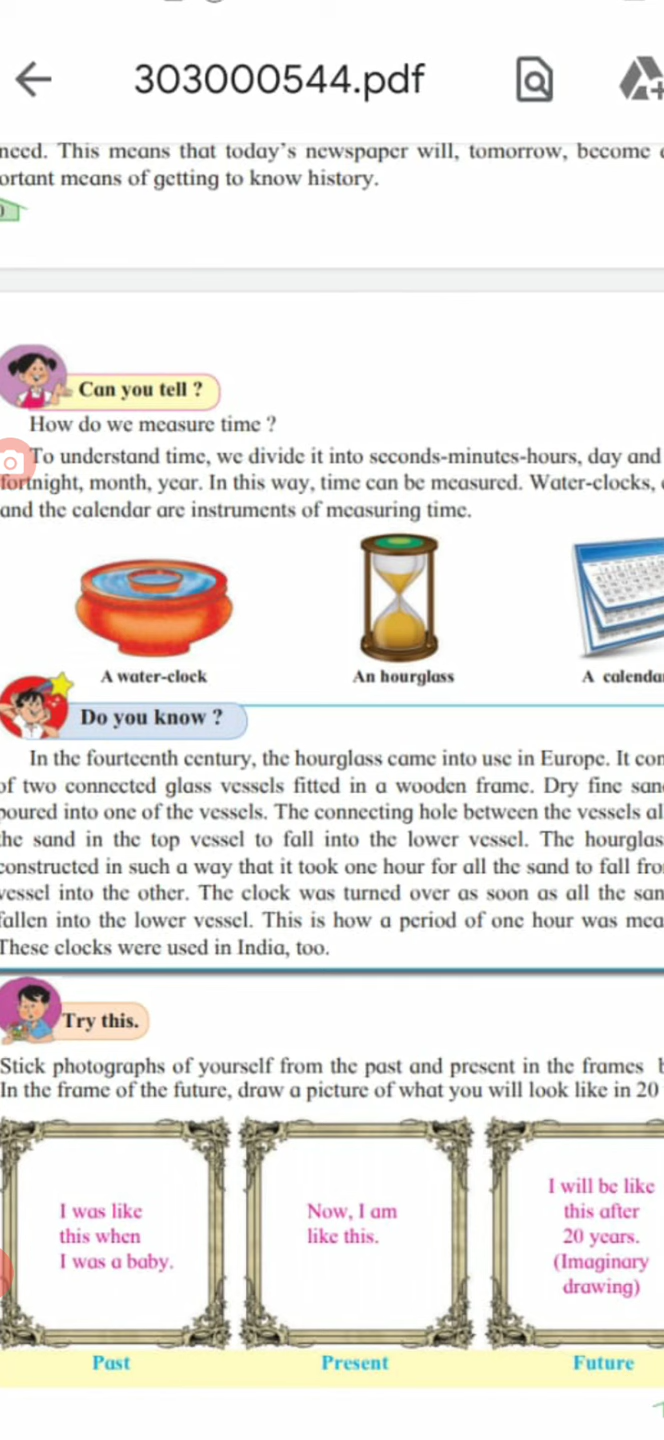 303000544.pdf
need. This means that today's newspaper will, tomorrow, become
ortant means of getting to know history.
Can you tell ?
How do we measure time ?
To understand time, we divide it into seconds-minutes-hours, day and
fortnight, month, year. In this way, time can be measured. Water-clocks,
and the calendar are instruments of measuring time.
A water-clock An hourglass A calenda
Do you know ?
In the fourteenth century, the hourglass came into use in Europe. It con
of two connected glass vessels fitted in a wooden frame. Dry fine san
poured into one of the vessels. The connecting hole between the vessels al
the sand in the top vessel to fall into the lower vessel. The hourglas
constructed in such a way that it took one hour for all the sand to fall fro
vessel into the other. The clock was turned over as soon as all the san
fallen into the lower vessel. This is how a period of one hour was mea
These clocks were used in India, too.
Try this.
Stick photographs of yourself from the past and present in the frames
In the frame of the future, draw a picture of what you will look like in 20
I was like
this when
I was a baby.
Now, I am
like this.
I will be like
this after
20 years.
(Imaginary
drawing)
Past Present Future